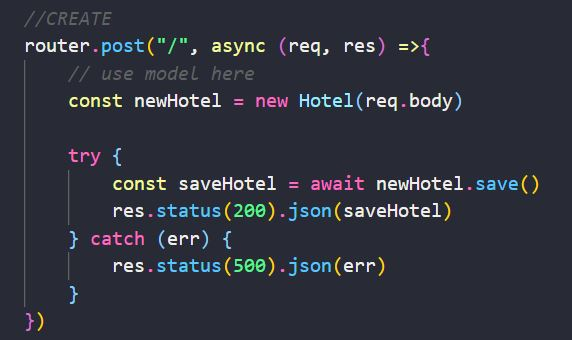 //CREATE
router.post("/", async (req, res) =>{
    // use model here
    const newHotel = new Hotel(req.body)

    try {
        const saveHotel = await newHotel.save()
        res.status(200).json(saveHotel)
    } catch (err) {
        res.status(500).json(err)
    }
})